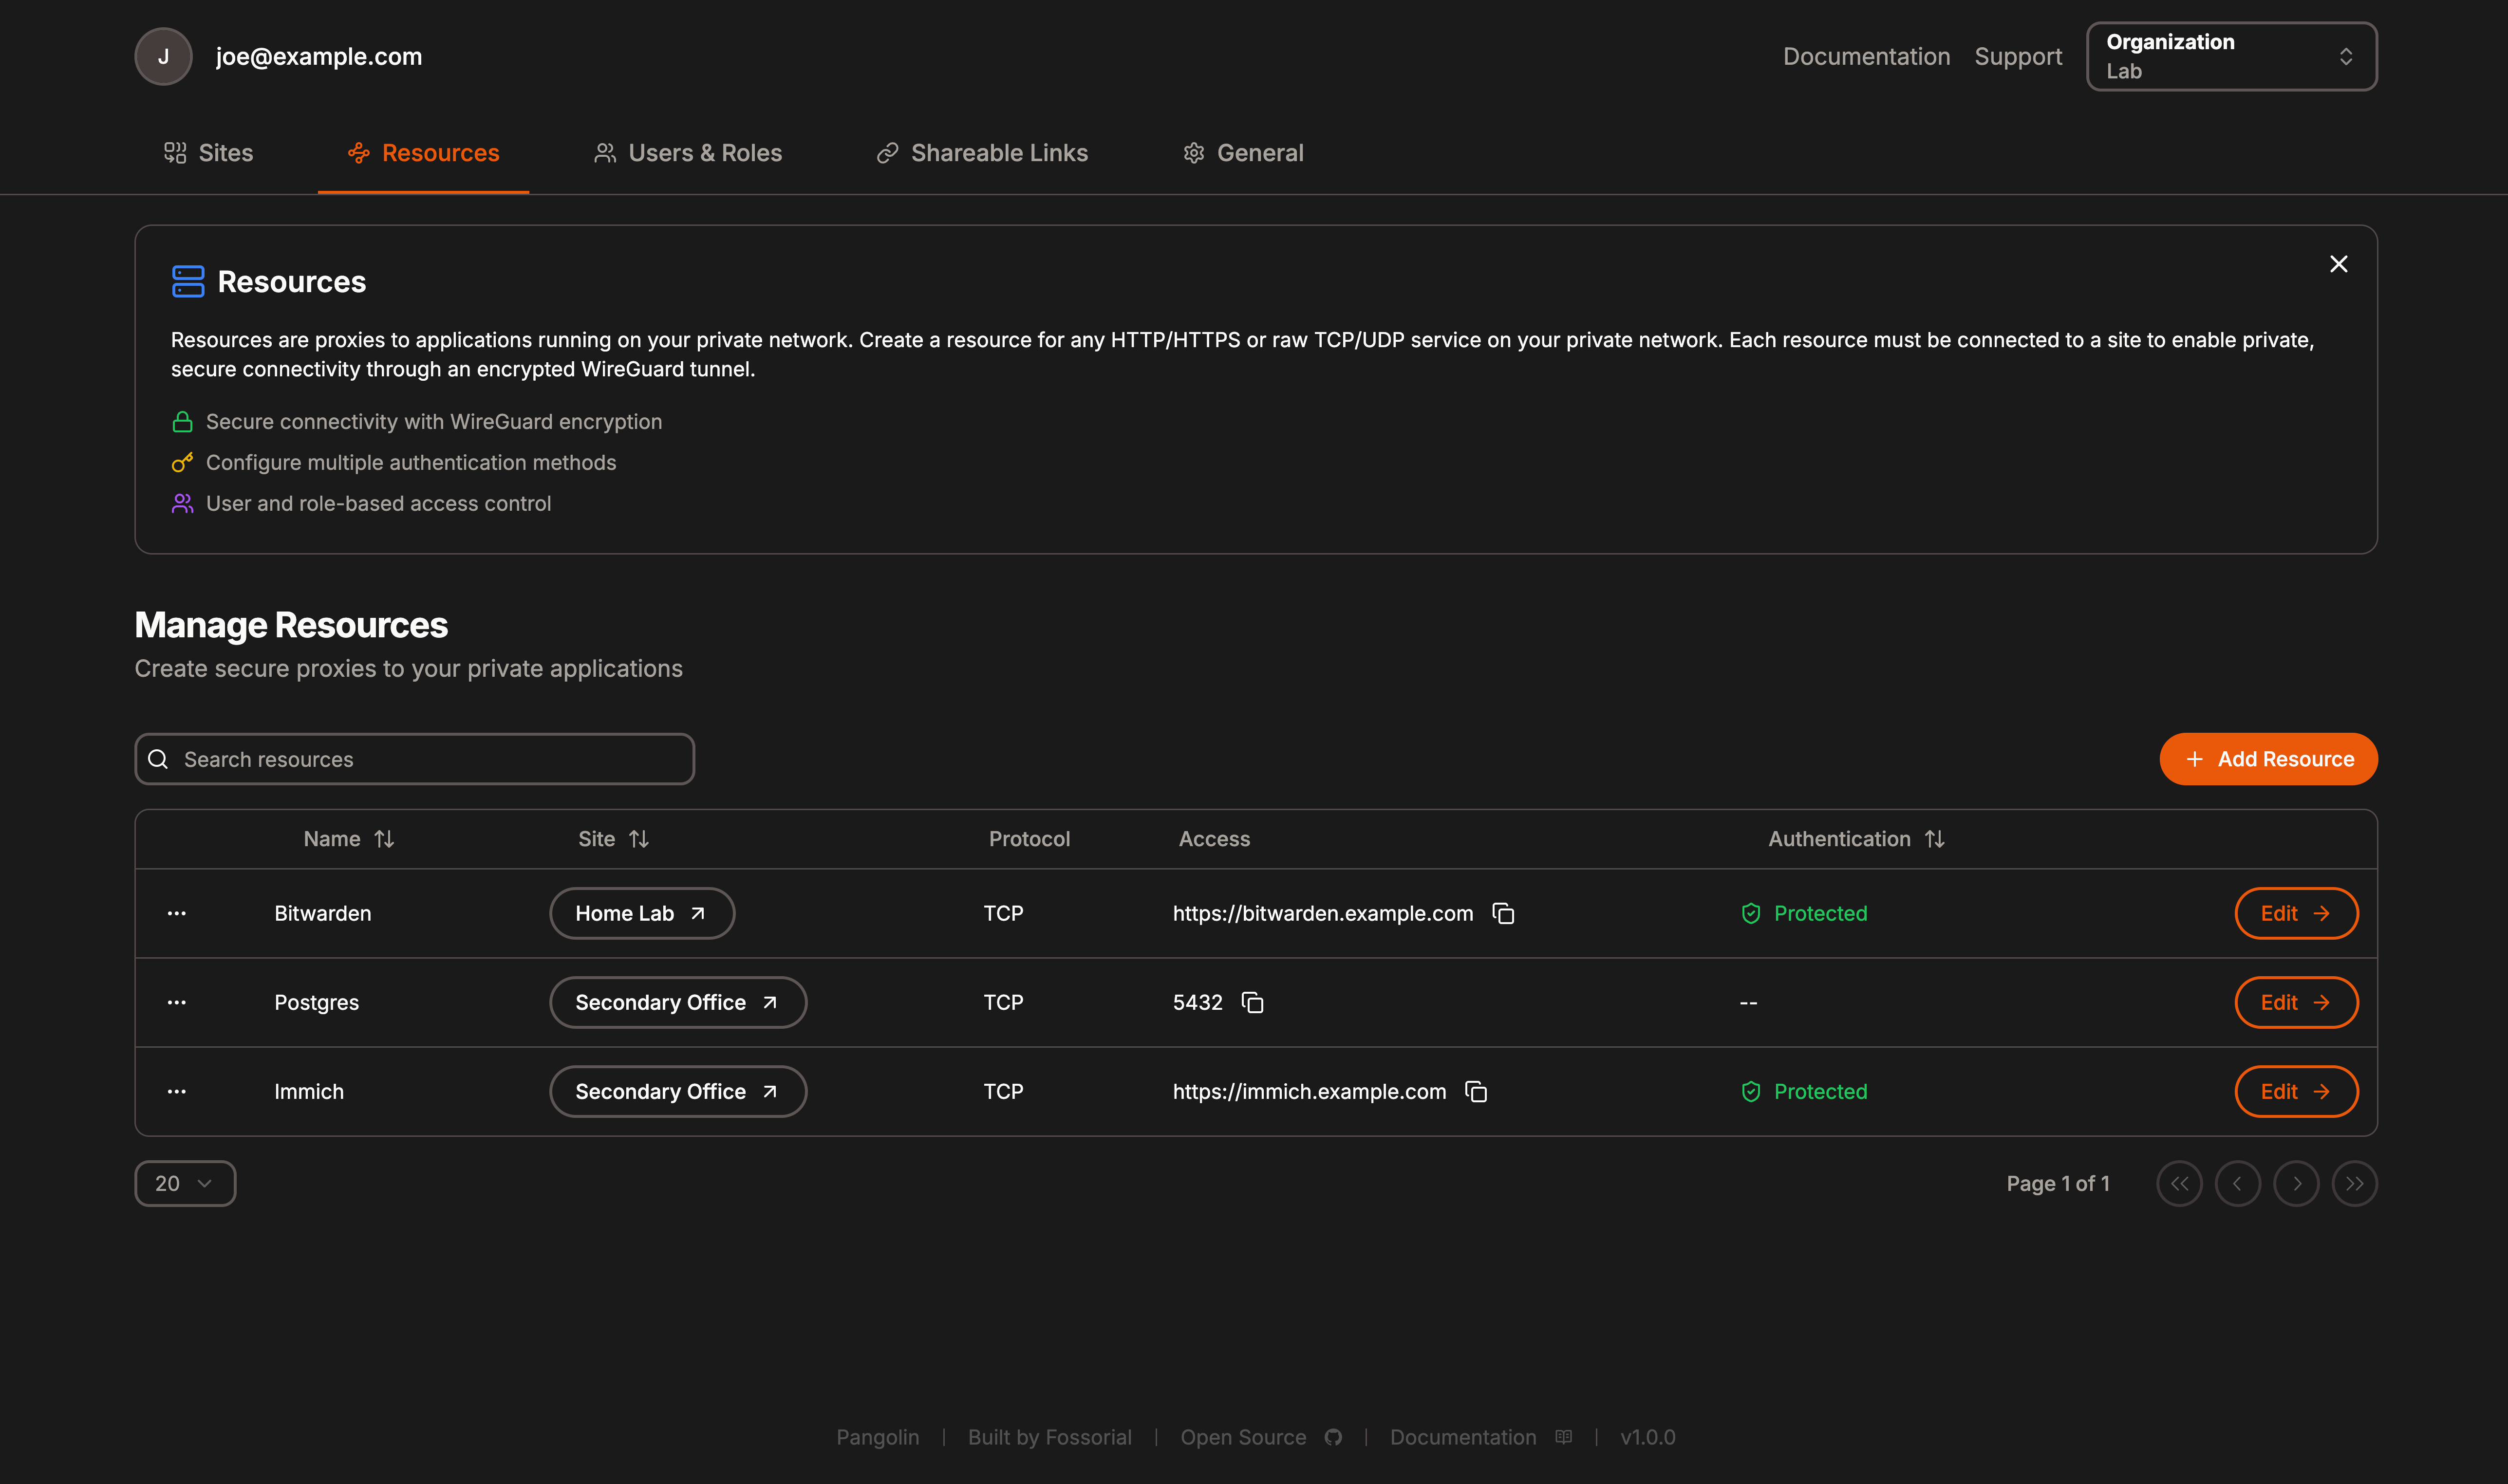 J joe@example.com Documentation Support Organization
Lab
Sites Resources Users & Roles Shareable Links General
Resources
Resources are proxies to applications running on your private network. Create a resource for any HTTP/HTTPS or raw TCP/UDP service on your private network. Each resource must be connected to a site to enable private,
secure connectivity through an encrypted WireGuard tunnel.
Secure connectivity with WireGuard encryption
Configure multiple authentication methods
User and role-based access control
Manage Resources
Create secure proxies to your private applications
Search resources + Add Resource
Name Site Protocol Access Authentication
Bitwarden Home Lab TCP https://bitwarden.example.com Protected Edit
Postgres Secondary Office TCP 5432 -- Edit
Immich Secondary Office TCP https://immich.example.com Protected Edit
20 Page 1 of 1
Pangolin | Built by Fossorial | Open Source | Documentation | v1.0.0